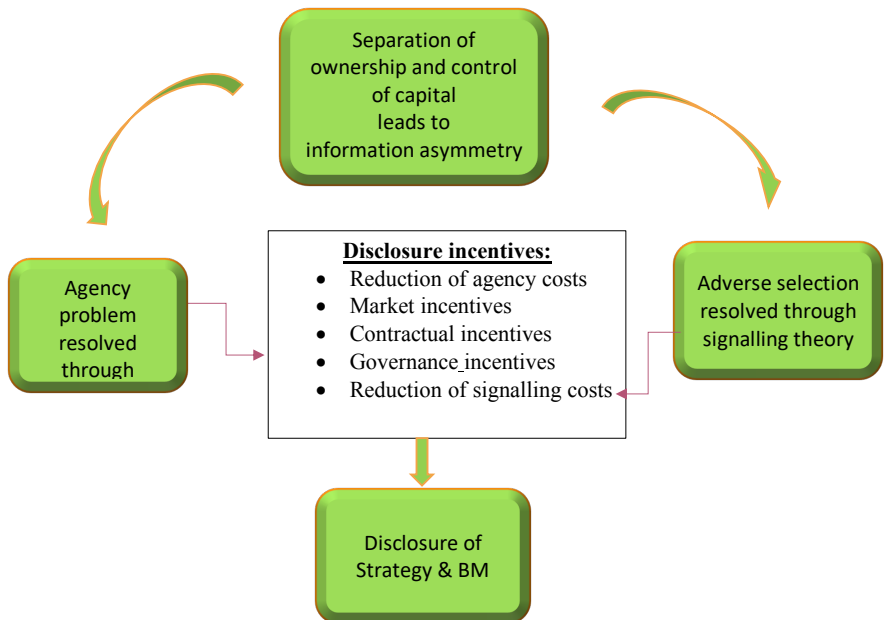 Separation of
ownership and control
of capital
leads to
information asymmetry
Agency
problem
resolved
through
Disclosure incentives:
• Reduction of agency costs
• Market incentives
• Contractual incentives
• Governance incentives
• Reduction of signalling costs
Adverse selection
resolved through
signalling theory
Disclosure of
Strategy & BM